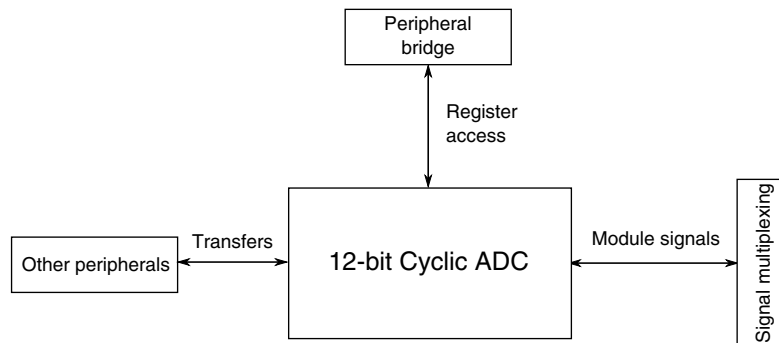 Peripheral
bridge
Register
access
Transfers
Other peripherals
12-bit Cyclic ADC
Module signals
Signal multiplexing